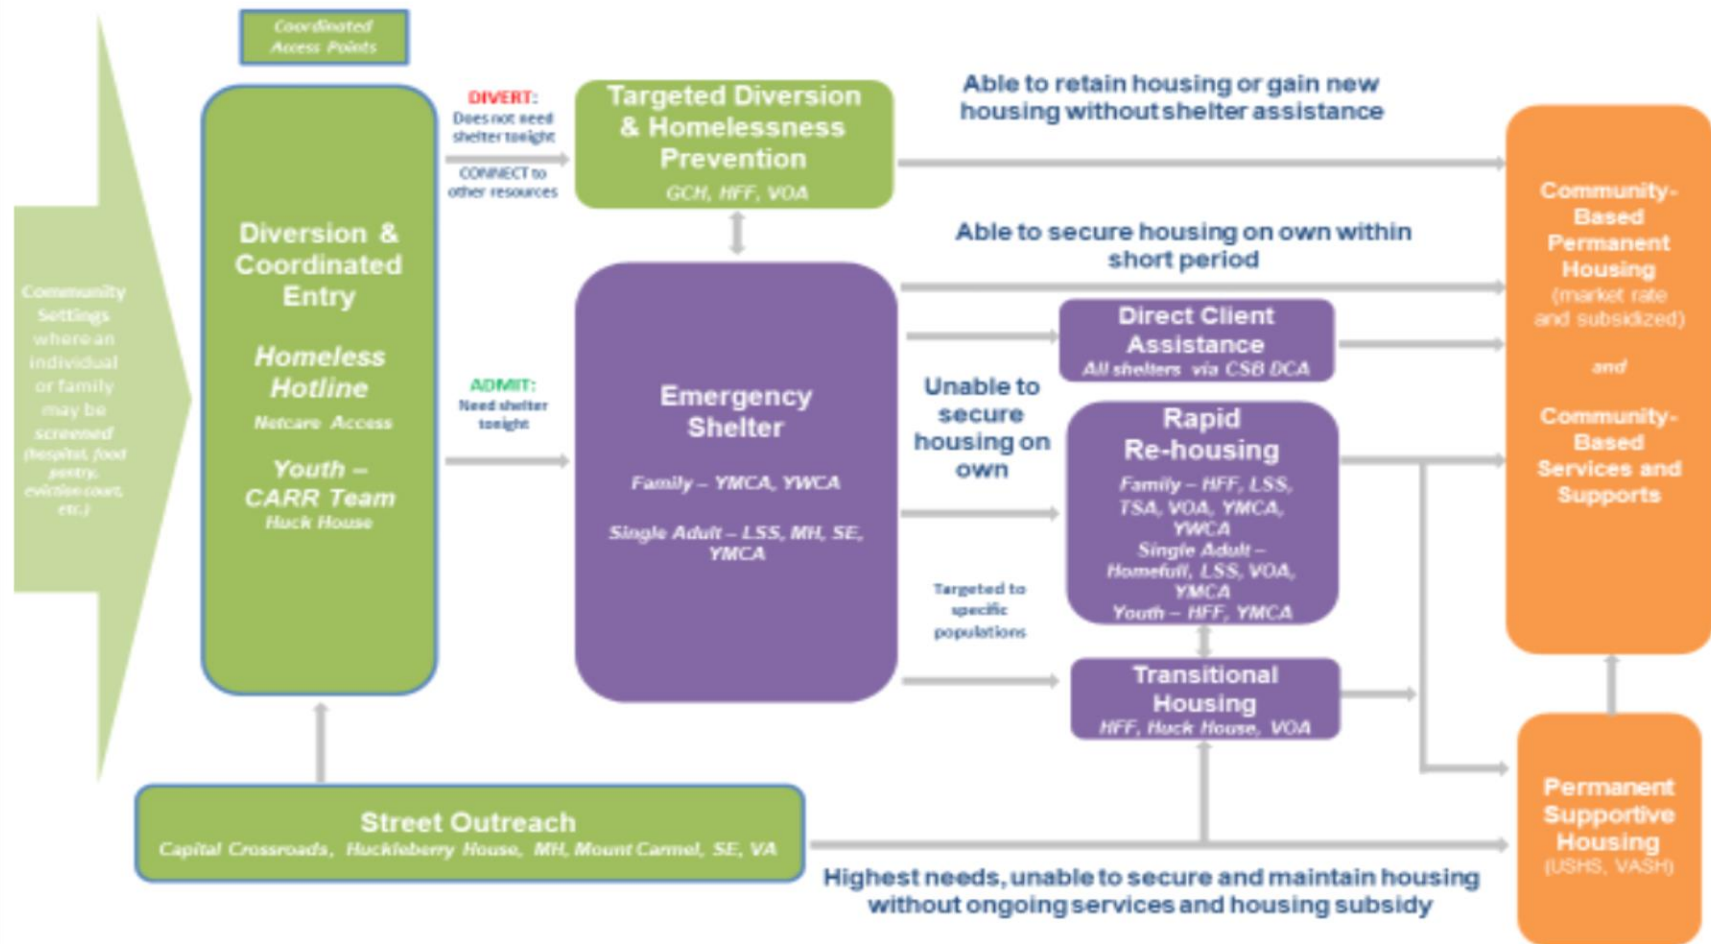 Coordinated
Access Points
Community
Settings
where an
individual
or family
may be
screened
(hospital, food
pantry,
eviction court,
etc.)
Diversion &
Coordinated
Entry
Homeless
Hotline
Netcare Access
Youth –
CARR Team
Huck House
DIVERT:
Does not need
shelter tonight
CONNECT to
other resources
ADMIT:
Need shelter
tonight
Targeted Diversion
& Homelessness
Prevention
GCH, HFF, VOA
Emergency
Shelter
Family – YMCA, YWCA
Single Adult – LSS, MH, SE,
YMCA
Able to retain housing or gain new
housing without shelter assistance
Able to secure housing on own within
short period
Direct Client
Assistance
All shelters via CSB DCA
Unable to
secure
housing on
own
Rapid
Re-housing
Family – HFF, LSS,
TSA, VOA, YMCA,
YWCA
Single Adult –
Homefull, LSS, VOA,
YMCA
Youth – HFF, YMCA
Targeted to
specific
populations
Transitional
Housing
HFF, Huck House, VOA
Community-
Based
Permanent
Housing
(market rate
and subsidized)
and
Community-
Based
Services and
Supports
Street Outreach
Capital Crossroads, Huckleberry House, MH, Mount Carmel, SE, VA
Highest needs, unable to secure and maintain housing
without ongoing services and housing subsidy
Permanent
Supportive
Housing
(USHS, VASH)